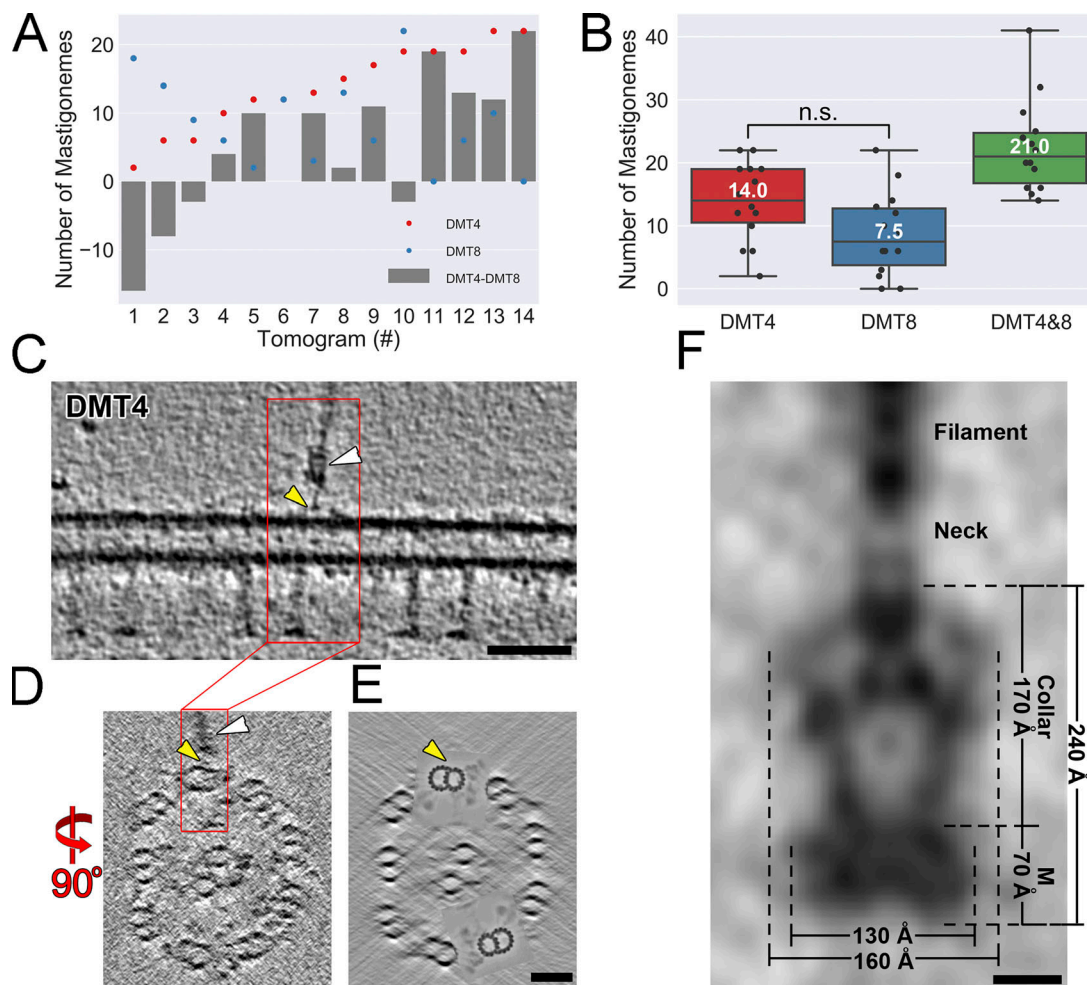 A
Number of Mastigonemes
20
10
0
−10
DMT4
DMT8
DMT4-DMT8
1 2 3 4 5 6 7 8 9 10 11 12 13 14
Tomogram (#)
B
Number of Mastigonemes
40
30
20
10
0
n.s.
14.0
7.5
21.0
DMT4 DMT8 DMT4&8
C
DMT4
D
90°
E
F
Filament
Neck
Collar
170 Å
M
70 Å
240 Å
130 Å
160 Å